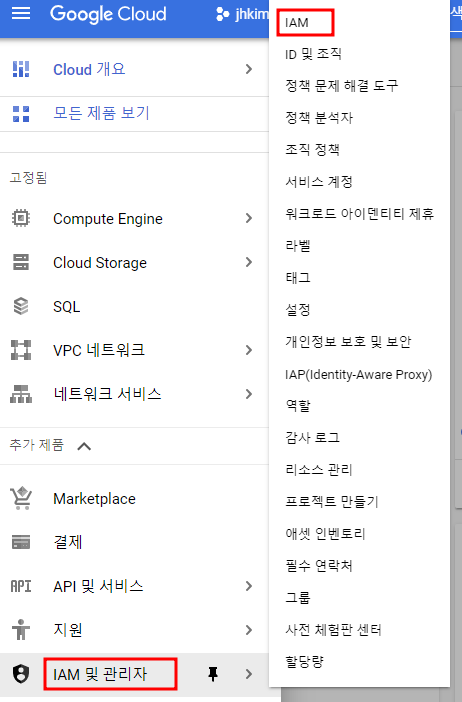 Google Cloud
jhkim
색
Cloud 개요
모든 제품 보기
고정됨
Compute Engine
Cloud Storage
SQL
VPC 네트워크
네트워크 서비스
추가 제품
Marketplace
결제
API API 및 서비스
지원
IAM 및 관리자
IAM
ID 및 조직
정책 문제 해결 도구
정책 분석자
조직 정책
서비스 계정
워크로드 아이덴티티 제휴
라벨
태그
설정
개인정보 보호 및 보안
IAP(Identity-Aware Proxy)
역할
감사 로그
리소스 관리
프로젝트 만들기
애셋 인벤토리
필수 연락처
그룹
사전 체험판 센터
할당량